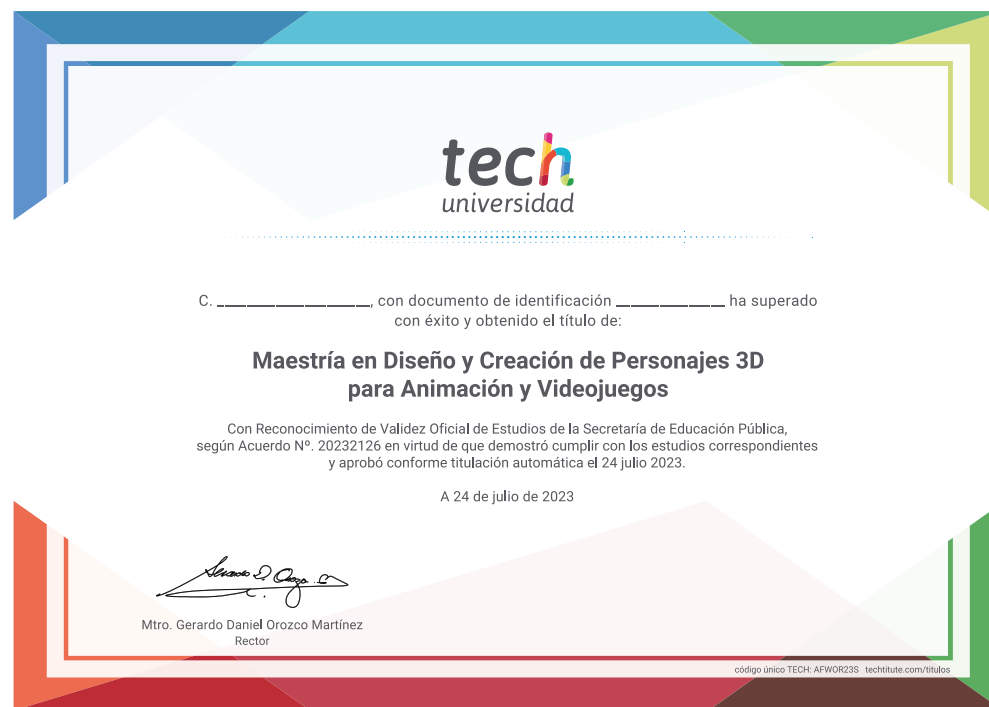 tech
universidad
C. ____________________, con documento de identificación ______________ ha superado
con éxito y obtenido el título de:
Maestría en Diseño y Creación de Personajes 3D
para Animación y Videojuegos
Con Reconocimiento de Validez Oficial de Estudios de la Secretaría de Educación Pública,
según Acuerdo Nº. 20232126 en virtud de que demostró cumplir con los estudios correspondientes
y aprobó conforme titulación automática el 24 julio 2023.
A 24 de julio de 2023
Mtro. Gerardo Daniel Orozco Martínez
Rector
código único TECH: AFWOR23S techtitute.com/titulos